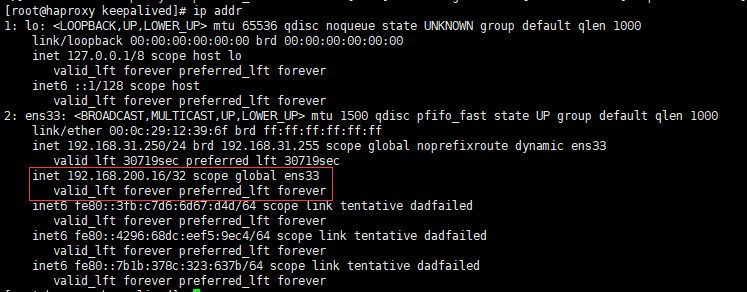 [root@haproxy keepalived]# ip addr
1: lo: <LOOPBACK,UP,LOWER_UP> mtu 65536 qdisc noqueue state UNKNOWN group default qlen 1000
    link/loopback 00:00:00:00:00:00 brd 00:00:00:00:00:00
    inet 127.0.0.1/8 scope host lo
       valid_lft forever preferred_lft forever
    inet6 ::1/128 scope host
       valid_lft forever preferred_lft forever
2: ens33: <BROADCAST,MULTICAST,UP,LOWER_UP> mtu 1500 qdisc pfifo_fast state UP group default qlen 1000
    link/ether 00:0c:29:12:39:6f brd ff:ff:ff:ff:ff:ff
    inet 192.168.31.250/24 brd 192.168.31.255 scope global noprefixroute dynamic ens33
       valid_lft 30719sec preferred_lft 30719sec
    inet 192.168.200.16/32 scope global ens33
       valid_lft forever preferred_lft forever
    inet6 fe80::3fb:c7d6:6d67:d4d/64 scope link tentative dadfailed
       valid_lft forever preferred_lft forever
    inet6 fe80::4296:68dc:eef5:9ec4/64 scope link tentative dadfailed
       valid_lft forever preferred_lft forever
    inet6 fe80::7b1b:378c:323:637b/64 scope link tentative dadfailed
       valid_lft forever preferred_lft forever